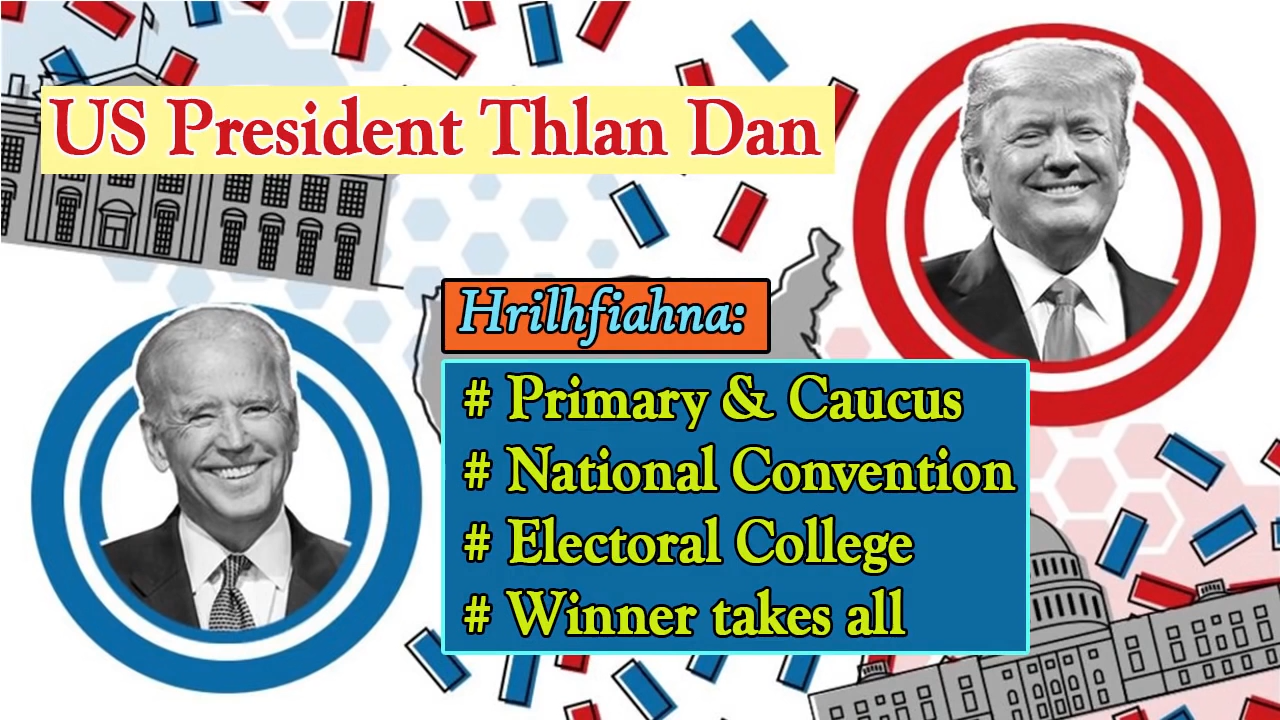 US President Thlan Dan
Hrilhfiahna:
# Primary & Caucus
# National Convention
# Electoral College
# Winner takes all